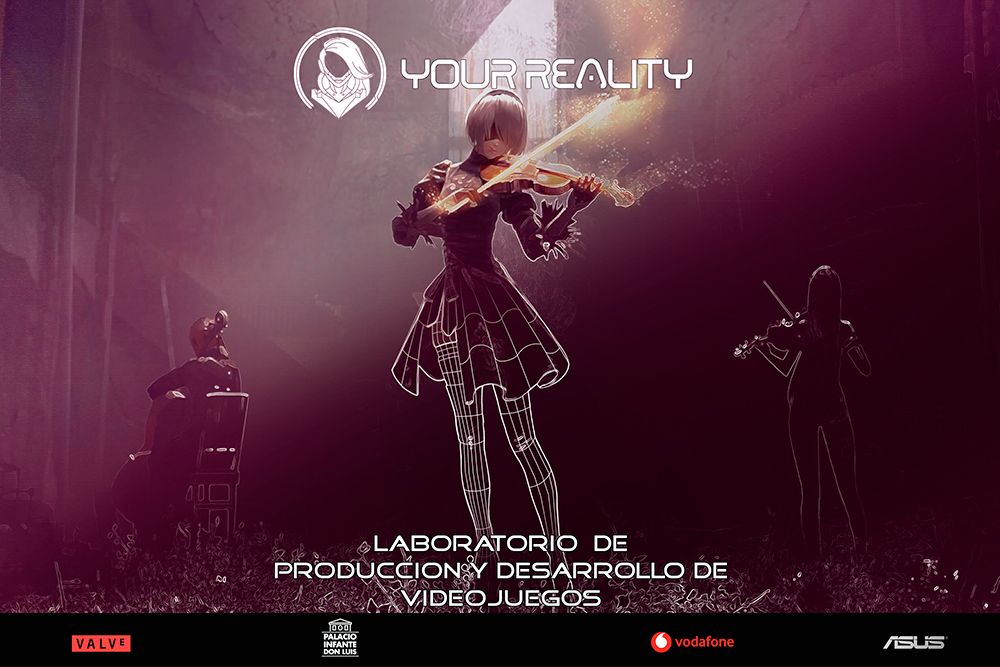 YOUR REALITY
LABORATORIO DE
PRODUCCION Y DESARROLLO DE
VIDEOJUEGOS
VALVE
PALACIO
INFANTE
DON LUIS
vodafone
ASUS